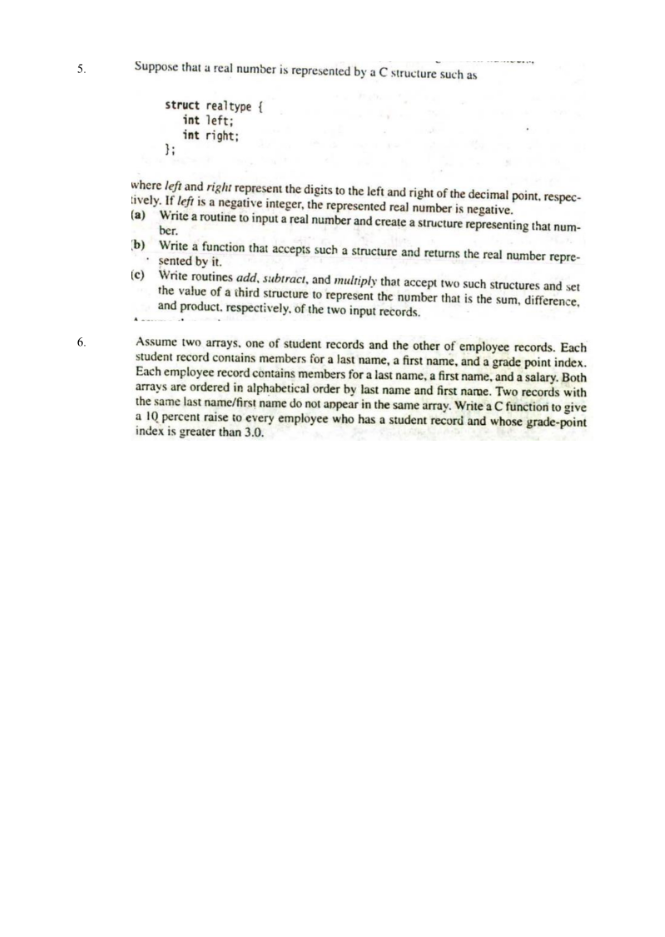 5.
Suppose that a real number is represented by a C structure such as
struct realtype {
int left;
int right;
};
where left and right represent the digits to the left and right of the decimal point, respec-
tively. If left is a negative integer, the represented real number is negative.
(a) Write a routine to input a real number and create a structure representing that num-
ber.
(b) Write a function that accepts such a structure and returns the real number repre-
sented by it.
(c) Write routines add, subtract, and multiply that accept two such structures and set
the value of a third structure to represent the number that is the sum, difference,
and product, respectively, of the two input records.
6.
Assume two arrays, one of student records and the other of employee records. Each
student record contains members for a last name, a first name, and a grade point index.
Each employee record contains members for a last name, a first name, and a salary. Both
arrays are ordered in alphabetical order by last name and first name. Two records with
the same last name/first name do not appear in the same array. Write a C function to give
a 10 percent raise to every employee who has a student record and whose grade-point
index is greater than 3.0.